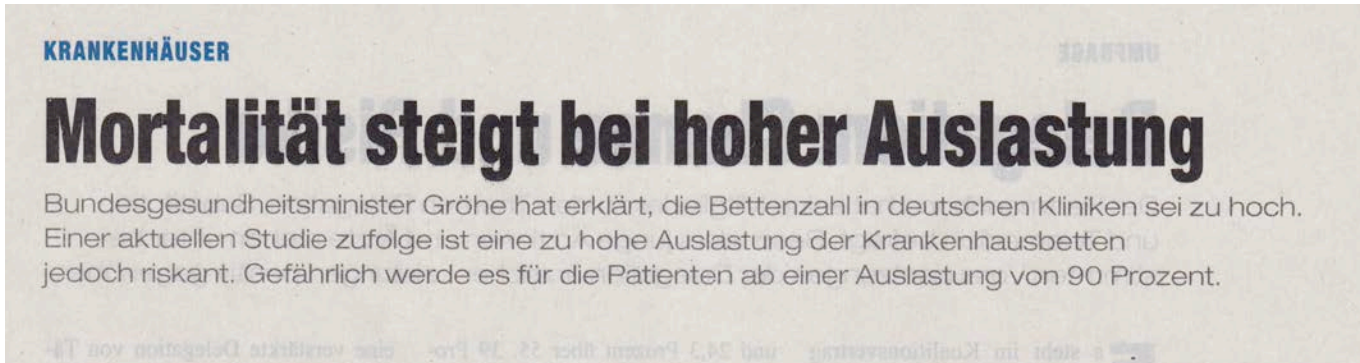 KRANKENHÄUSER
Mortalität steigt bei hoher Auslastung
Bundesgesundheitsminister Gröhe hat erklärt, die Bettenzahl in deutschen Kliniken sei zu hoch.
Einer aktuellen Studie zufolge ist eine zu hohe Auslastung der Krankenhausbetten
jedoch riskant. Gefährlich werde es für die Patienten ab einer Auslastung von 90 Prozent.